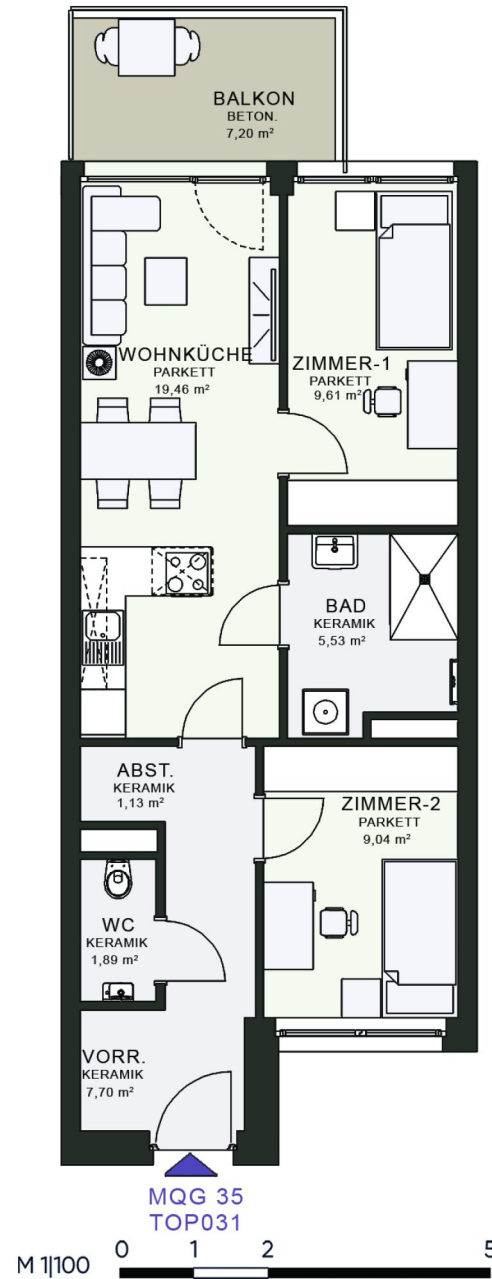 BALKON
BETON.
7,20 m²
WOHNKÜCHE
PARKETT
19,46 m²
ZIMMER-1
PARKETT
9,61 m²
BAD
KERAMIK
5,53 m²
ABST.
KERAMIK
1,13 m²
ZIMMER-2
PARKETT
9,04 m²
WC
KERAMIK
1,89 m²
VORR.
KERAMIK
7,70 m²
MQG 35
TOP031
M 1|100 0 1 2 5